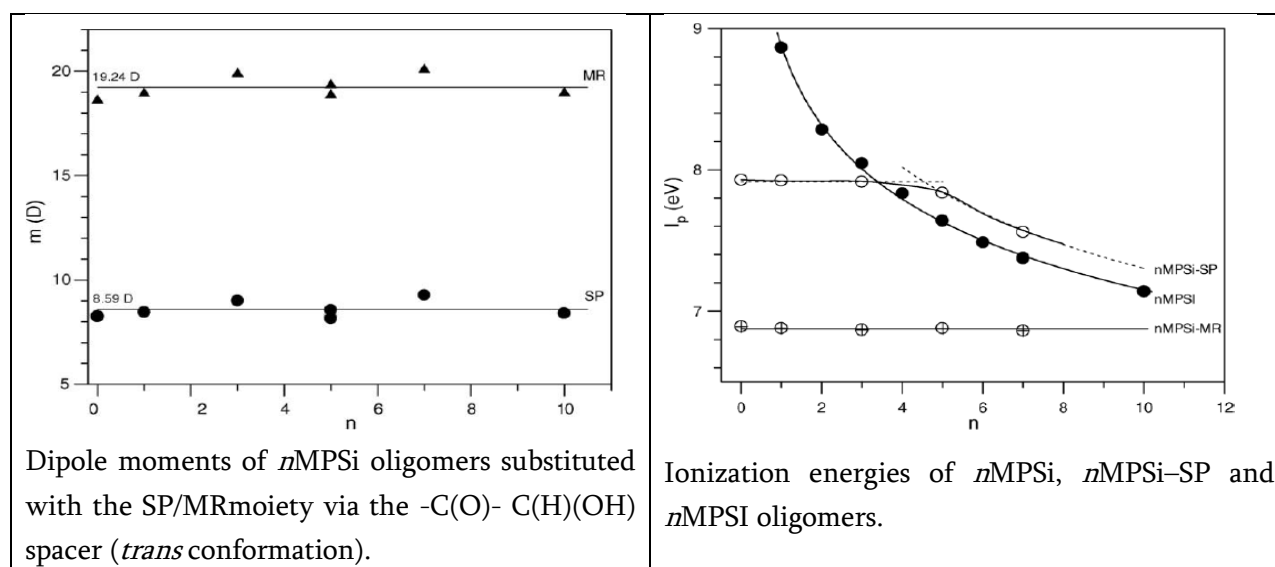 20
15
10
5
m (D)
19.24 D
MR
8.59 D
SP
0 2 4 6 8 10
n
Dipole moments of nMPSi oligomers substituted
with the SP/MRmoiety via the -C(O)- C(H)(OH)
spacer (trans conformation).
9
8
7
I_p (eV)
nMPSi-SP
nMPSI
nMPSi-MR
0 2 4 6 8 10 12
n
Ionization energies of nMPSi, nMPSi–SP and
nMPSI oligomers.